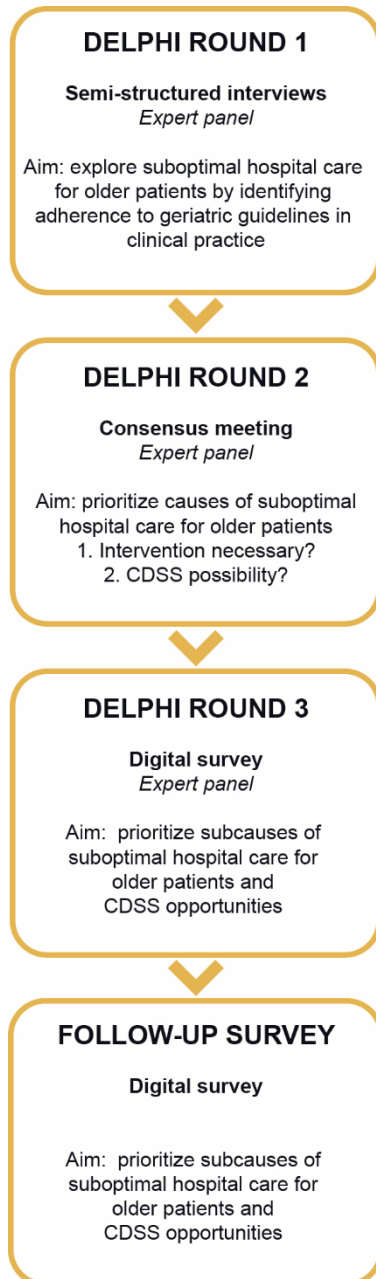 DELPHI ROUND 1
Semi-structured interviews
Expert panel
Aim: explore suboptimal hospital care
for older patients by identifying
adherence to geriatric guidelines in
clinical practice
DELPHI ROUND 2
Consensus meeting
Expert panel
Aim: prioritize causes of suboptimal
hospital care for older patients
1. Intervention necessary?
2. CDSS possibility?
DELPHI ROUND 3
Digital survey
Expert panel
Aim: prioritize subcauses of
suboptimal hospital care for
older patients and
CDSS opportunities
FOLLOW-UP SURVEY
Digital survey
Aim: prioritize subcauses of
suboptimal hospital care for
older patients and
CDSS opportunities